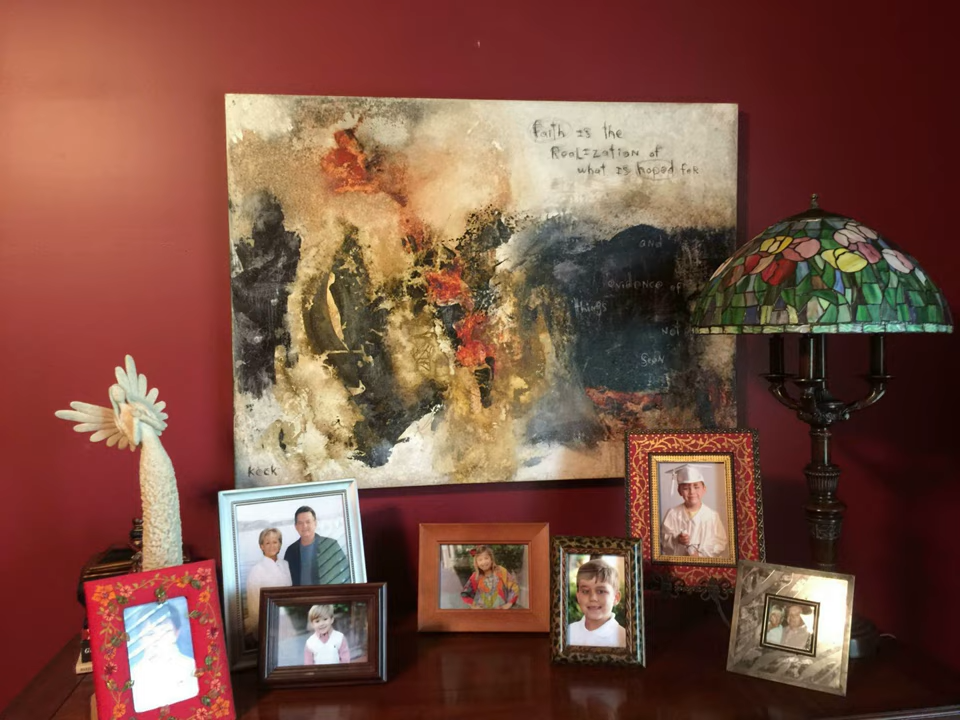 faith is the
Realization of
what is hoped for
and
evidence of
things
not
seen
keck